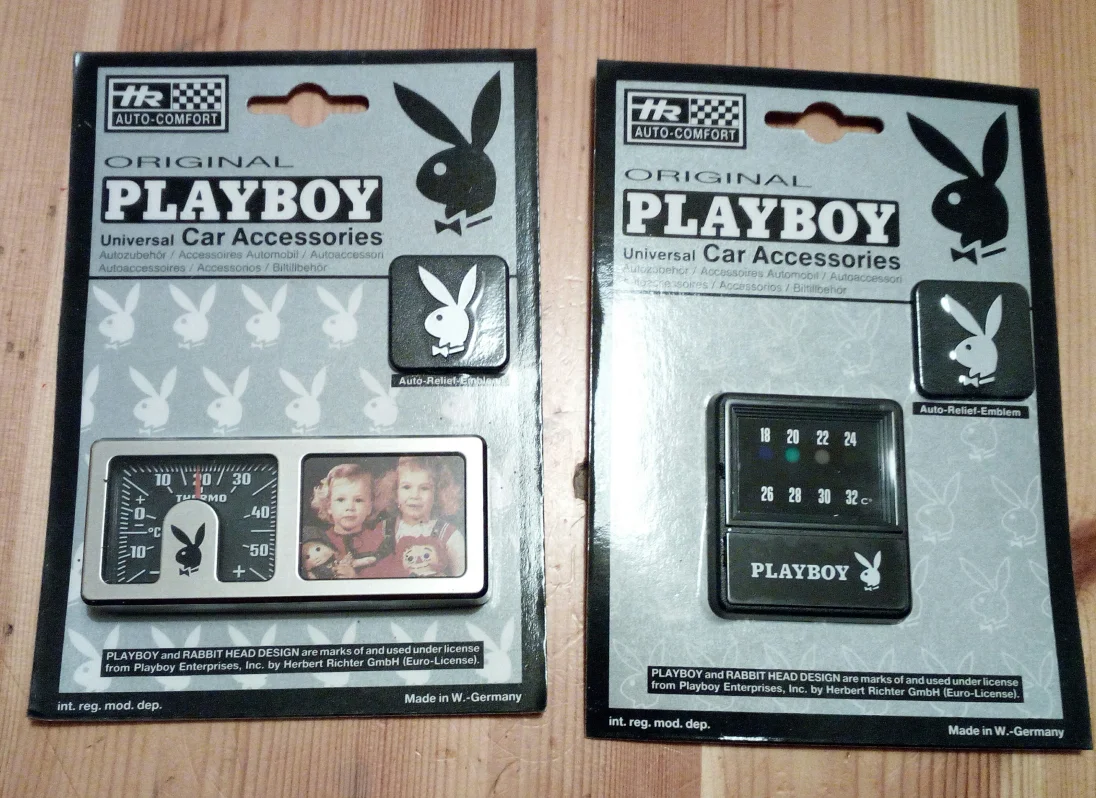 HR
AUTO-COMFORT
ORIGINAL
PLAYBOY
Universal Car Accessories
Autozubehör / Accessoires Automobil / Autoaccessori
Autoaccessoires / Accessorios / Biltillbehör
Auto-Relief-Emblem
10 20 30
THERMO
+
0
°C
10
-
40
50
+
PLAYBOY and RABBIT HEAD DESIGN are marks of and used under license
from Playboy Enterprises, Inc. by Herbert Richter GmbH (Euro-License).
int. reg. mod. dep.
Made in W.-Germany
HR
AUTO-COMFORT
ORIGINAL
PLAYBOY
Universal Car Accessories
Autozubehör / Accessoires Automobil / Autoaccessori
Autoaccessoires / Accessorios / Biltillbehör
Auto-Relief-Emblem
18 20 22 24
26 28 30 32 C°
PLAYBOY
PLAYBOY and RABBIT HEAD DESIGN are marks of and used under license
from Playboy Enterprises, Inc. by Herbert Richter GmbH (Euro-License).
int. reg. mod. dep.
Made in W.-Germany